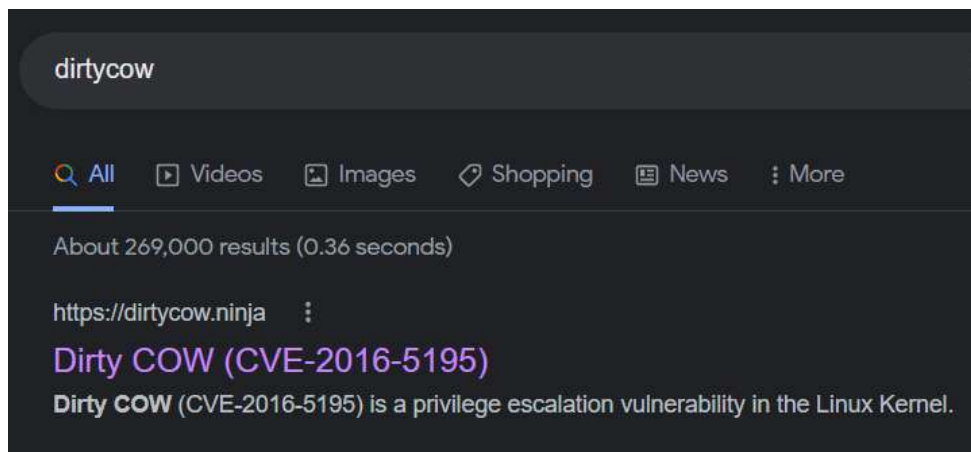 dirtycow
All Videos Images Shopping News More
About 269,000 results (0.36 seconds)
https://dirtycow.ninja
Dirty COW (CVE-2016-5195)
Dirty COW (CVE-2016-5195) is a privilege escalation vulnerability in the Linux Kernel.